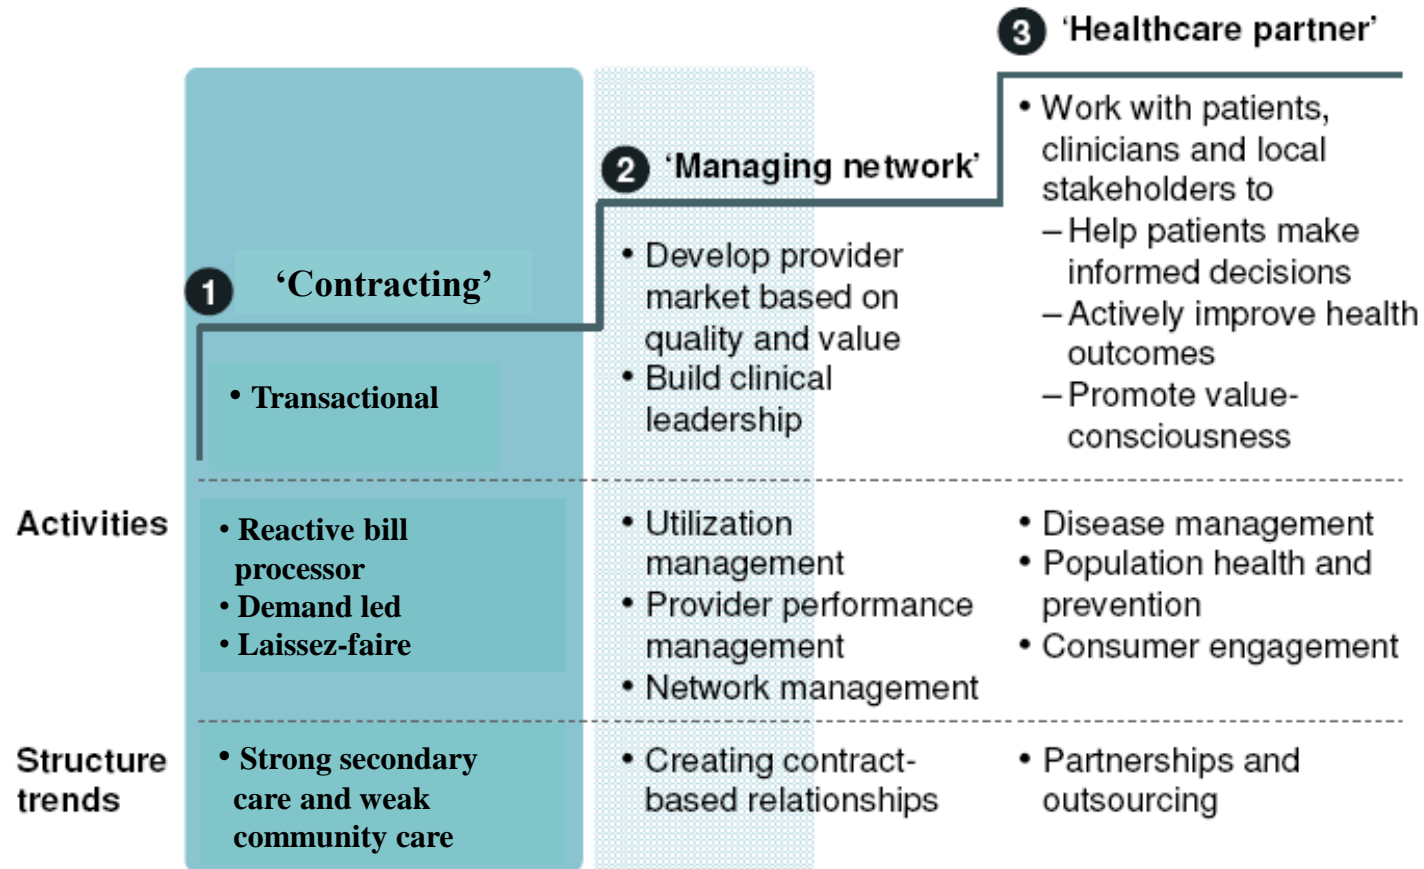 3 'Healthcare partner'
• Work with patients,
clinicians and local
stakeholders to
– Help patients make
informed decisions
– Actively improve health
outcomes
– Promote value-
consciousness
2 'Managing network'
• Develop provider
market based on
quality and value
• Build clinical
leadership
1 ‘Contracting’
• Transactional
Activities
• Reactive bill
processor
• Demand led
• Laissez-faire
• Utilization
management
• Provider performance
management
• Network management
• Disease management
• Population health and
prevention
• Consumer engagement
Structure
trends
• Strong secondary
care and weak
community care
• Creating contract-
based relationships
• Partnerships and
outsourcing